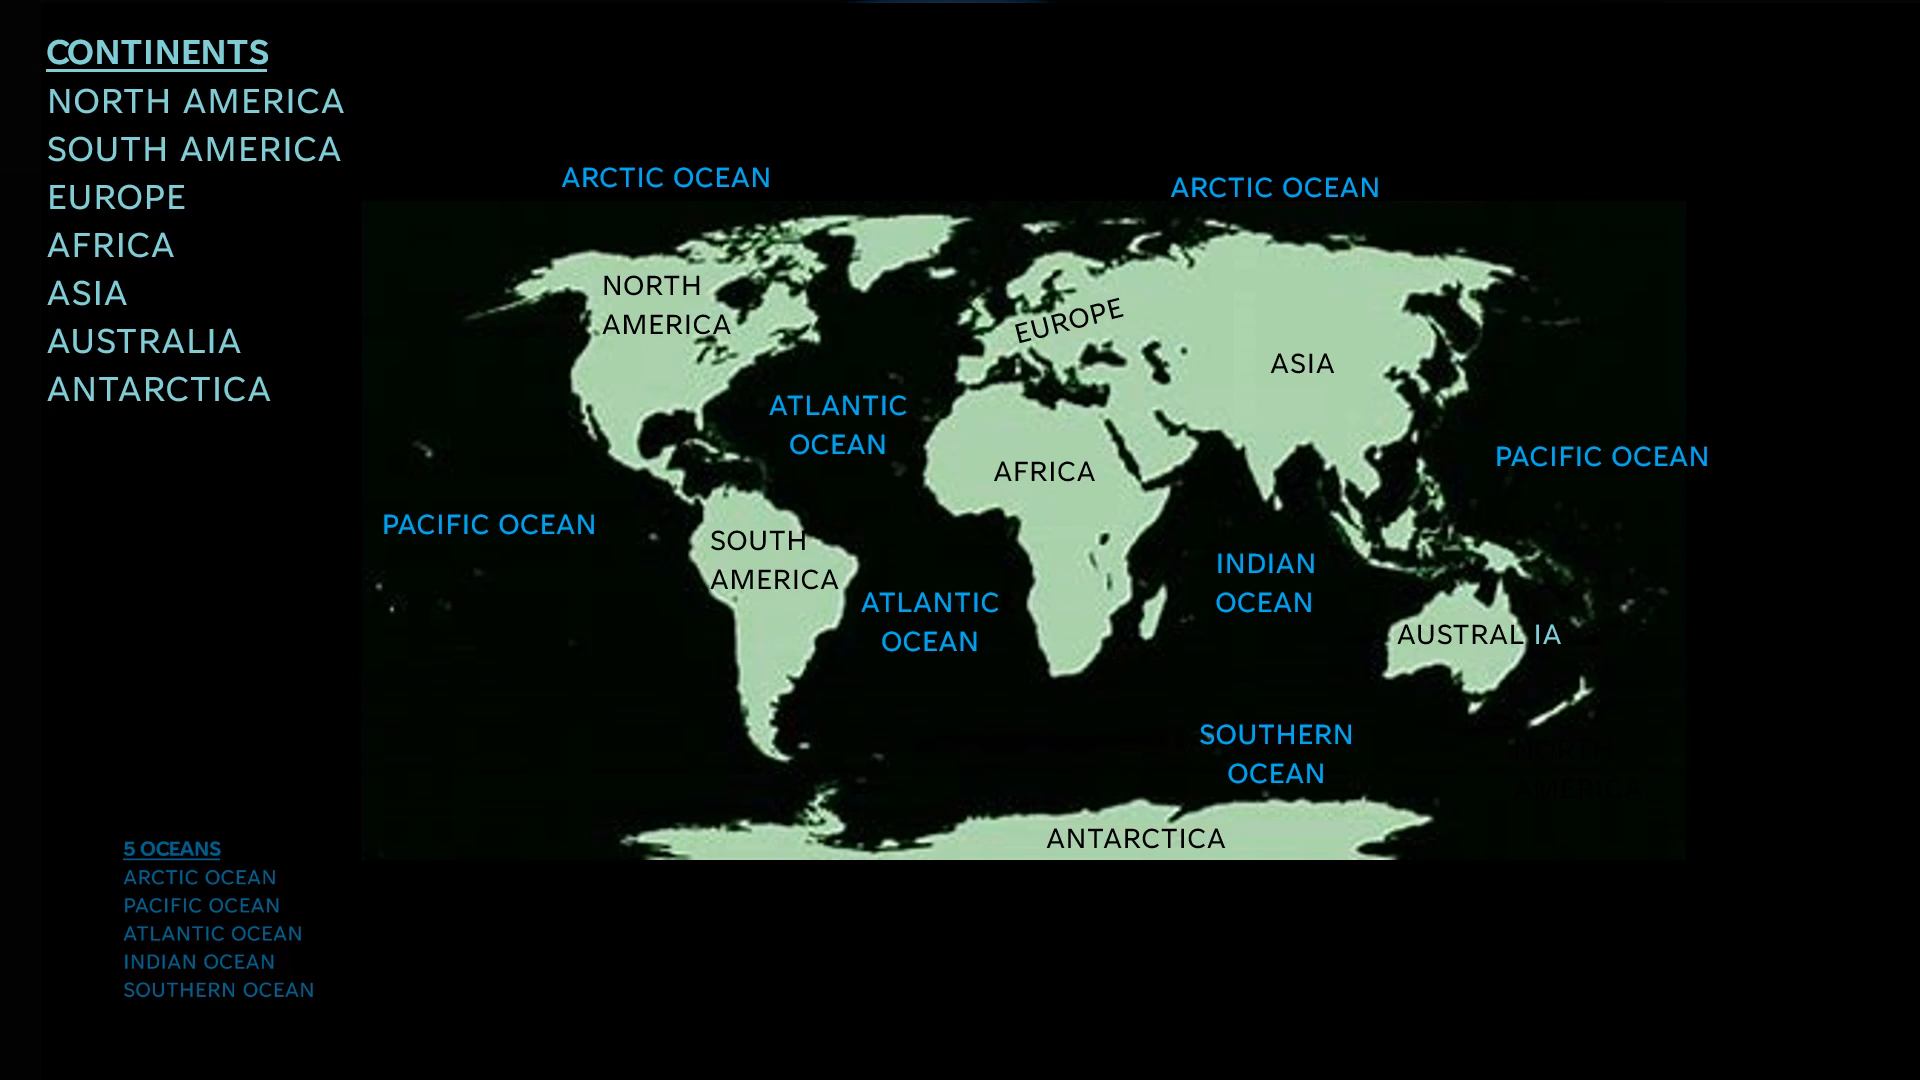 CONTINENTS
NORTH AMERICA
SOUTH AMERICA
EUROPE
AFRICA
ASIA
AUSTRALIA
ANTARCTICA
ARCTIC OCEAN
ARCTIC OCEAN
NORTH
AMERICA
EUROPE
ASIA
ATLANTIC
OCEAN
AFRICA
PACIFIC OCEAN
PACIFIC OCEAN
SOUTH
AMERICA
ATLANTIC
OCEAN
INDIAN
OCEAN
AUSTRAL IA
SOUTHERN
OCEAN
NORTH
AMERICA
ANTARCTICA
5 OCEANS
ARCTIC OCEAN
PACIFIC OCEAN
ATLANTIC OCEAN
INDIAN OCEAN
SOUTHERN OCEAN